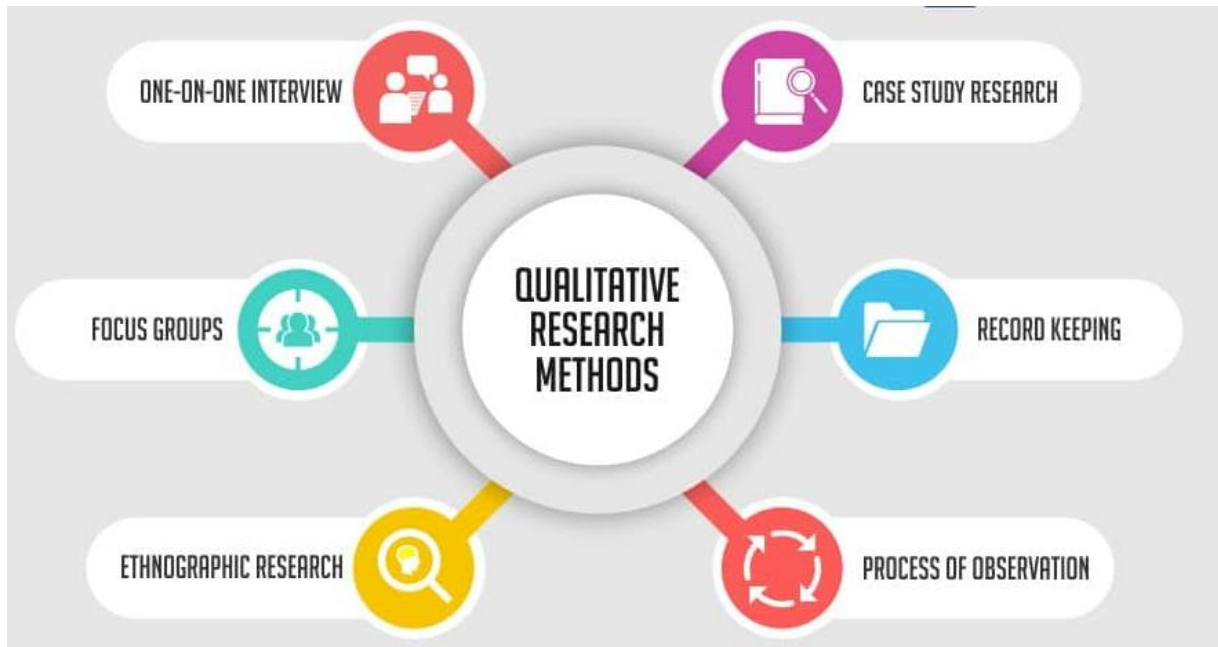 ONE-ON-ONE INTERVIEW
CASE STUDY RESEARCH
QUALITATIVE
RESEARCH
METHODS
FOCUS GROUPS
RECORD KEEPING
ETHNOGRAPHIC RESEARCH
PROCESS OF OBSERVATION